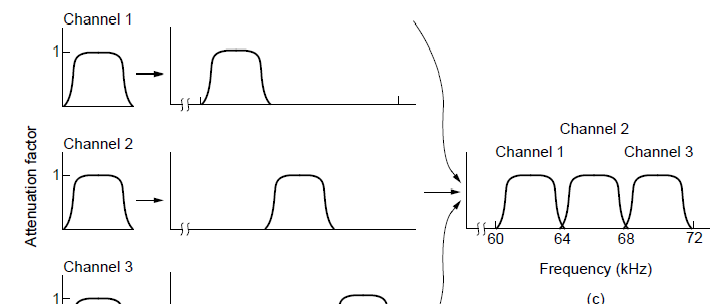 Channel 1
1
Channel 2
1
Attenuation factor
Channel 3
1
Channel 2
Channel 1 Channel 3
60 64 68 72
Frequency (kHz)
(c)